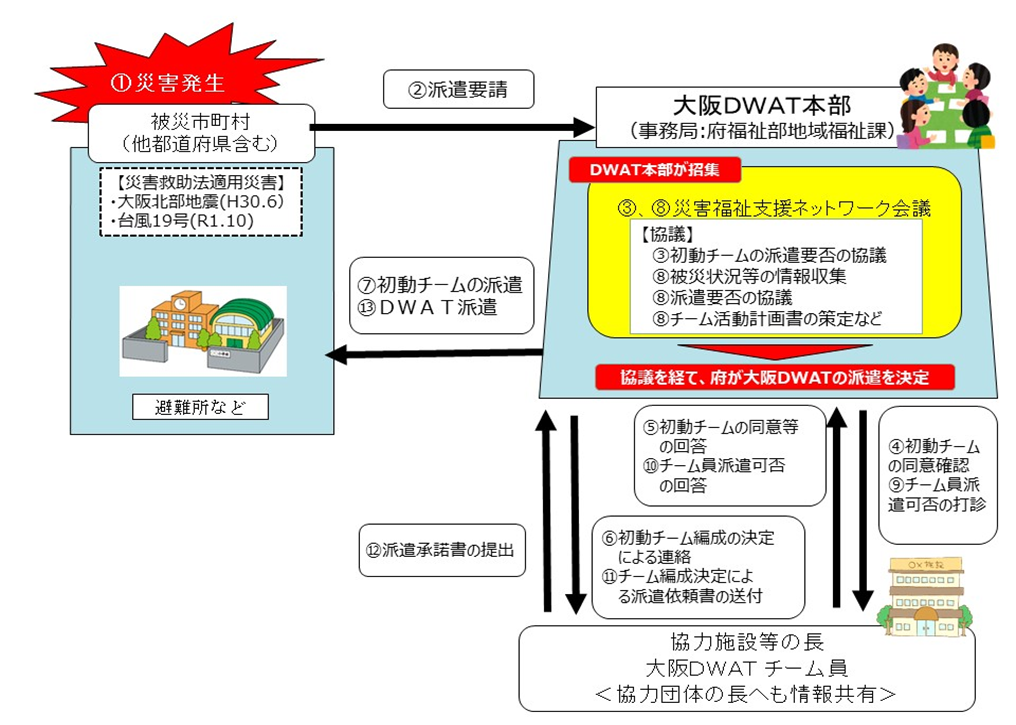 ①災害発生
被災市町村
（他都道府県含む）
【災害救助法適用災害】
・大阪北部地震(H30.6)
・台風19号(R1.10)
避難所など
②派遣要請
大阪DWAT本部
（事務局：府福祉部地域福祉課）
DWAT本部が招集
③、⑧災害福祉支援ネットワーク会議
【協議】
③初動チームの派遣要否の協議
⑧被災状況等の情報収集
⑧派遣要否の協議
⑧チーム活動計画書の策定など
協議を経て、府が大阪DWATの派遣を決定
⑦初動チームの派遣
⑬ＤＷＡＴ派遣
⑤初動チームの同意等
の回答
⑩チーム員派遣可否
の回答
④初動チーム
の同意確認
⑨チーム員派
遣可否の打診
⑫派遣承諾書の提出
⑥初動チーム編成の決定
による連絡
⑪チーム編成決定によ
る派遣依頼書の送付
○×施設
協力施設等の長
大阪DWAT チーム員
＜協力団体の長へも情報共有＞